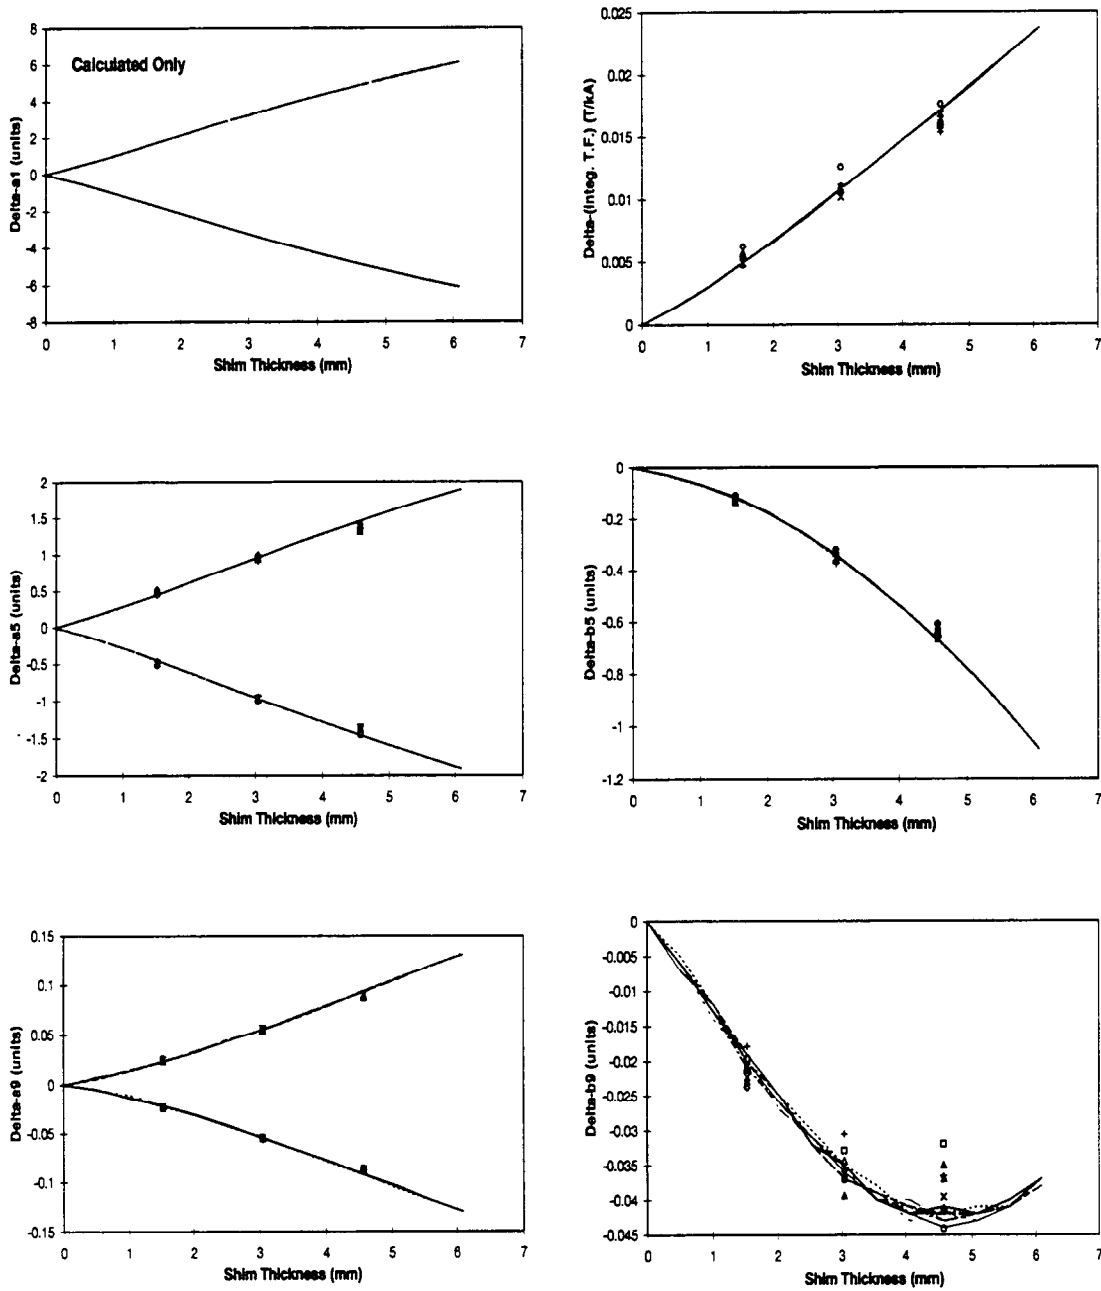 Calculated Only
Delta-a1 (units)
8
6
4
2
0
-2
-4
-6
-8
0 1 2 3 4 5 6 7
Shim Thickness (mm)
Delta-(Integ. T.F.) (T/kA)
0.025
0.02
0.015
0.01
0.005
0
0 1 2 3 4 5 6 7
Shim Thickness (mm)
Delta-a5 (units)
2
1.5
1
0.5
0
-0.5
-1
-1.5
-2
0 1 2 3 4 5 6 7
Shim Thickness (mm)
Delta-b5 (units)
0
-0.2
-0.4
-0.6
-0.8
-1
-1.2
0 1 2 3 4 5 6 7
Shim Thickness (mm)
Delta-a9 (units)
0.15
0.1
0.05
0
-0.05
-0.1
-0.15
0 1 2 3 4 5 6 7
Shim Thickness (mm)
Delta-b9 (units)
0
-0.005
-0.01
-0.015
-0.02
-0.025
-0.03
-0.035
-0.04
-0.045
0 1 2 3 4 5 6 7
Shim Thickness (mm)